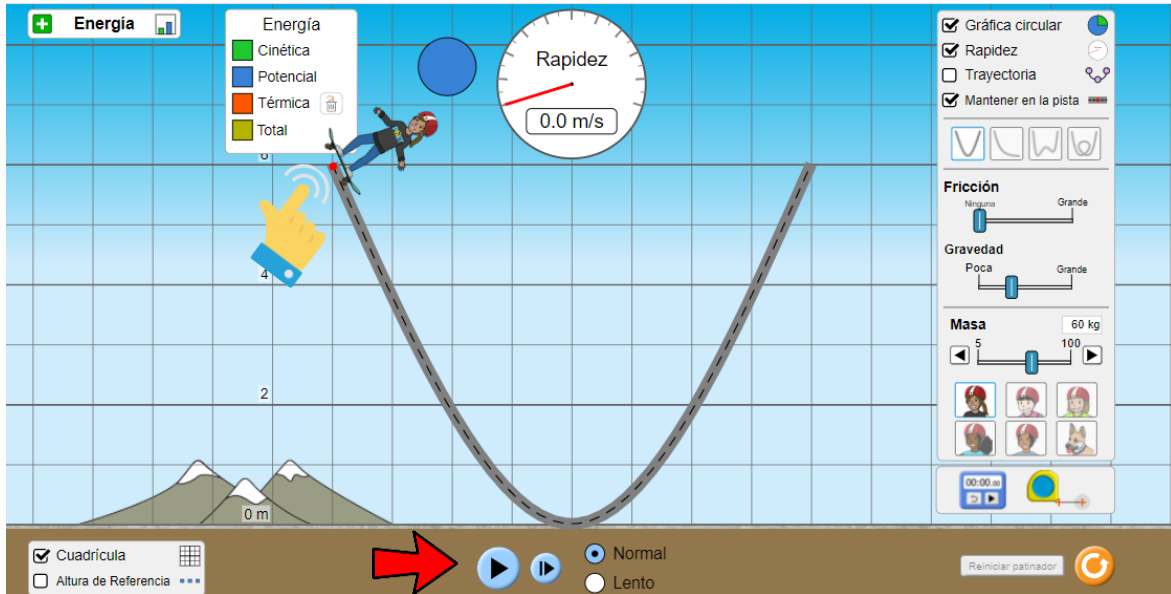 Energía
Energía
Cinética
Potencial
Térmica
Total
Rapidez
0.0 m/s
6
4
2
0 m
Gráfica circular
Rapidez
Trayectoria
Mantener en la pista
Fricción
Ninguna Grande
Gravedad
Poca Grande
Masa 60 kg
5 100
00:00.00
Cuadrícula
Altura de Referencia
Normal
Lento
Reiniciar patinador